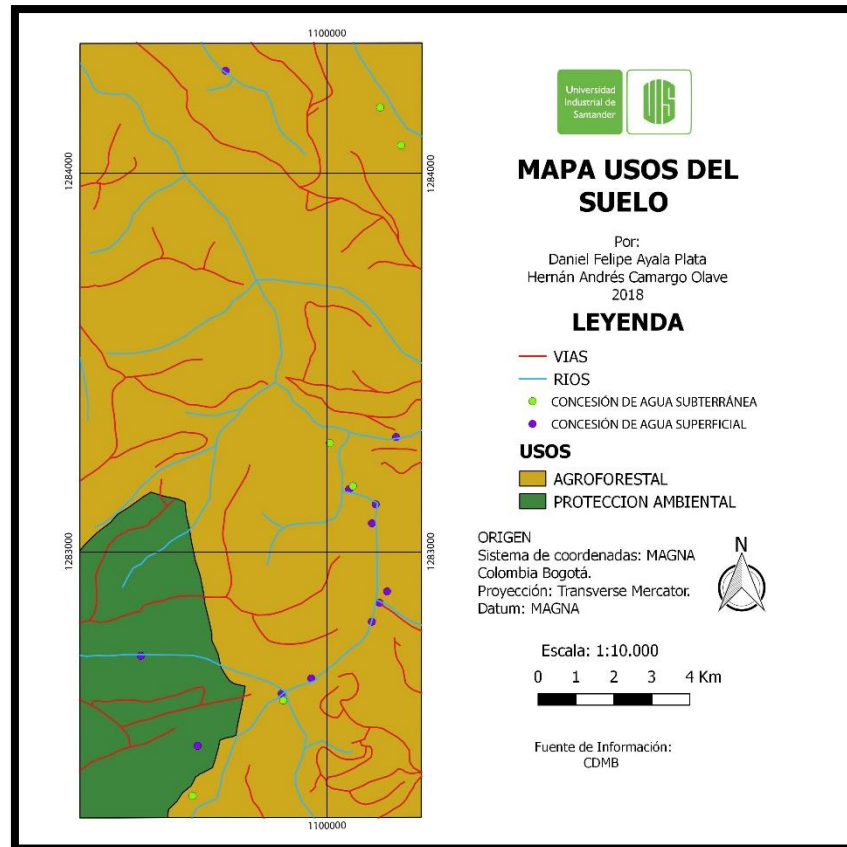 1100000
1284000
1284000
1283000
1283000
1100000
Universidad
Industrial de
Santander
UIS
MAPA USOS DEL
SUELO
Por:
Daniel Felipe Ayala Plata
Hernán Andrés Camargo Olave
2018
LEYENDA
VIAS
RIOS
CONCESIÓN DE AGUA SUBTERRÁNEA
CONCESIÓN DE AGUA SUPERFICIAL
USOS
AGROFORESTAL
PROTECCION AMBIENTAL
ORIGEN
Sistema de coordenadas: MAGNA
Colombia Bogotá.
Proyección: Transverse Mercator.
Datum: MAGNA
N
Escala: 1:10.000
0 1 2 3 4 Km
Fuente de Información:
CDMB